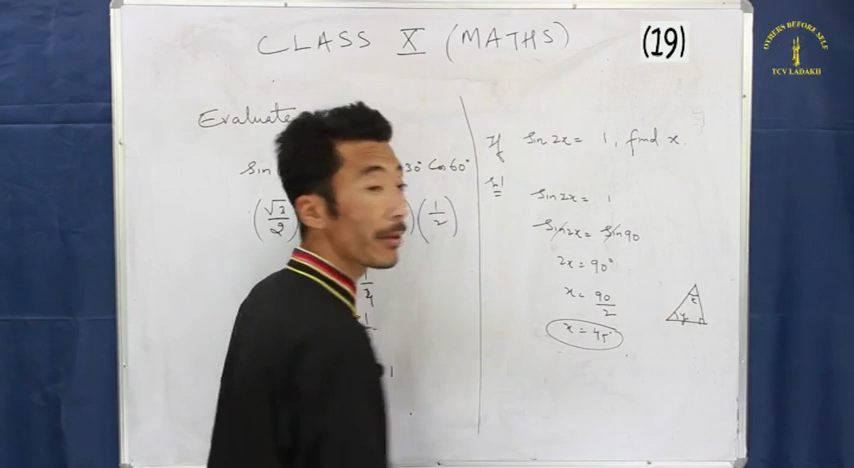 CLASS X (MATHS)
(19)
OTHERS BEFORE SELF
TCV LADAKH
Evaluate
sin 30° Cos 60°
(√3/2) (1/2)
1
If Sin 2x = 1, find x.
Sol
Sin 2x = 1
Sin 2x = Sin 90
2x = 90°
x = 90/2
x = 45°
x
y